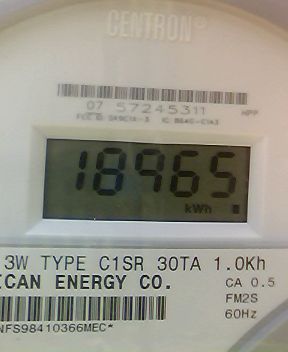 CENTRON®
07 57245311
HPP
18965
kWh
3W TYPE C1SR 30TA 1.0Kh
ICAN ENERGY CO.
CA 0.5
FM2S
60Hz
NFS98410366MEC*